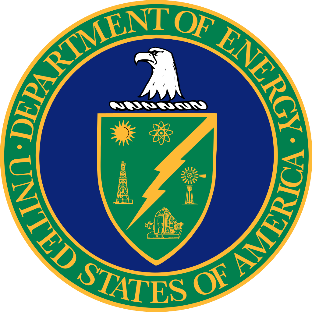 · DEPARTMENT OF ENERGY ·
UNITED STATES OF AMERICA